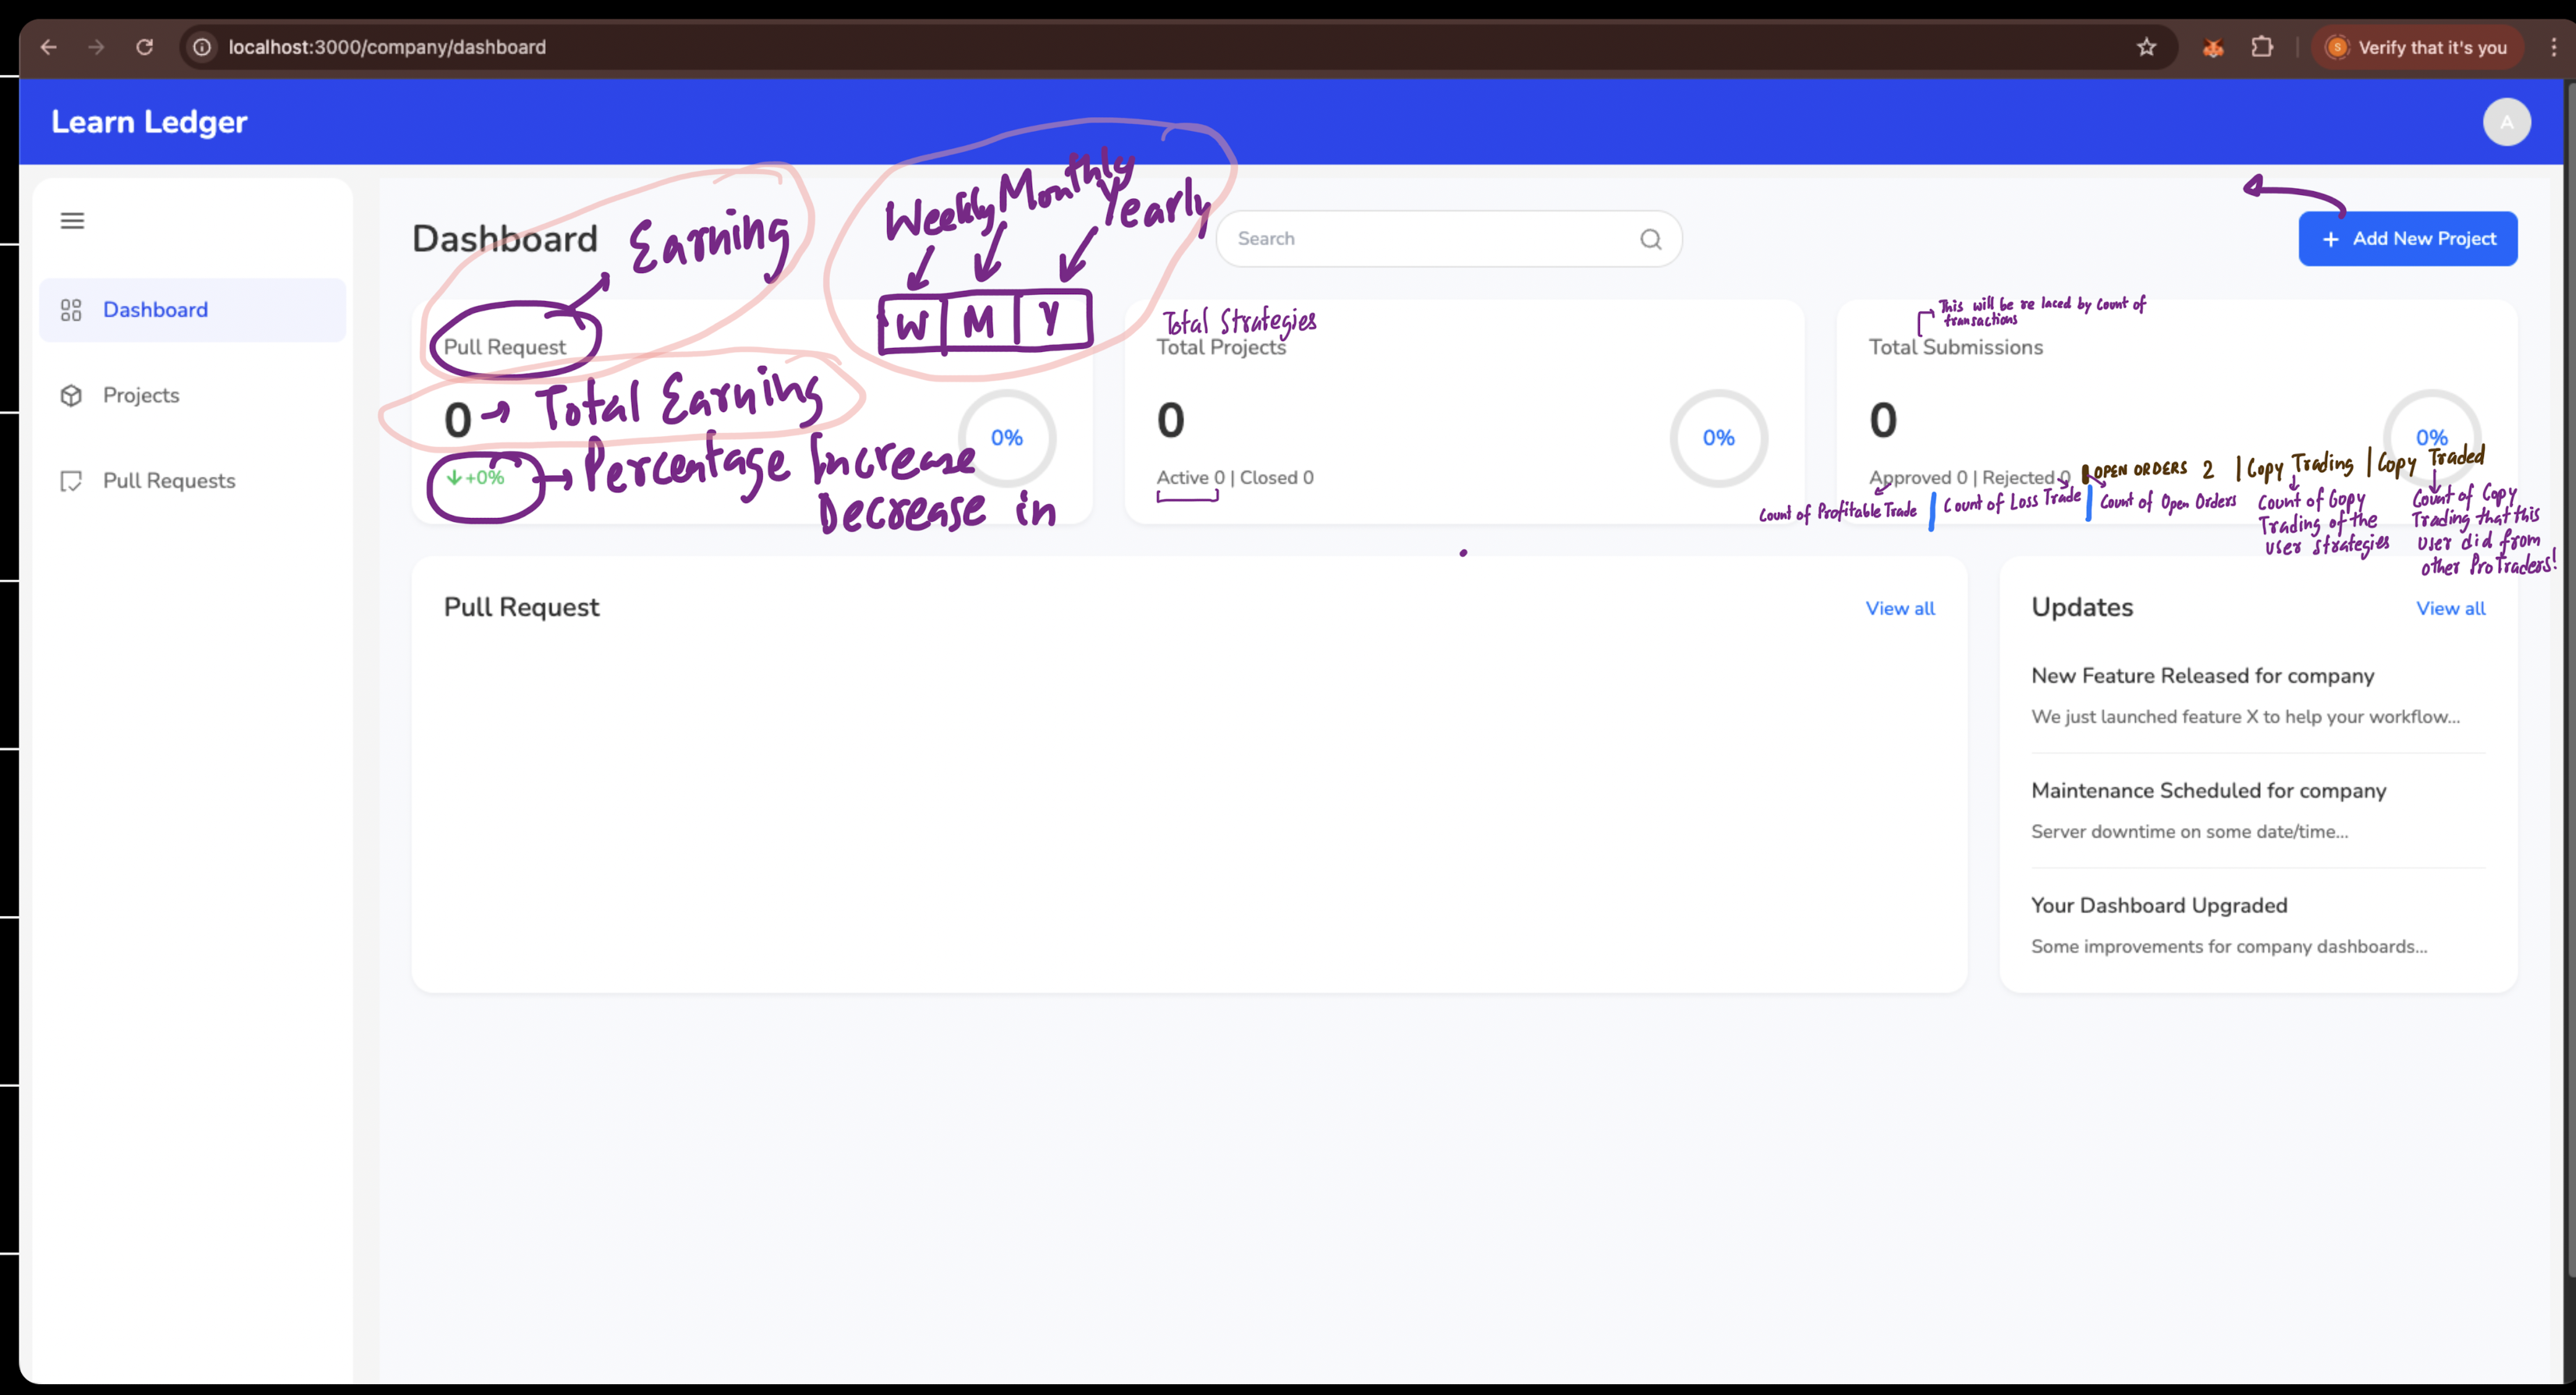 localhost:3000/company/dashboard
Verify that it's you
Learn Ledger
A
Dashboard
Projects
Pull Requests
Dashboard
Earning
Weekly Monthly Yearly
W M Y
Search
+ Add New Project
Pull Request
0 → Total Earning
↓+0% → Percentage Increase
Decrease in
0%
Total Strategies
Total Projects
0
Active 0 | Closed 0
0%
This will be re laced by count of
transactions
Total Submissions
0
0%
Approved 0 | Rejected 0
OPEN ORDERS 2 | Copy Trading | Copy Traded
Count of Profitable Trade | Count of Loss Trade | Count of Open Orders
Count of Copy
Trading of the
user strategies
Count of Copy
Trading that this
user did from
other ProTraders!
Pull Request
View all
Updates
View all
New Feature Released for company
We just launched feature X to help your workflow...
Maintenance Scheduled for company
Server downtime on some date/time...
Your Dashboard Upgraded
Some improvements for company dashboards...